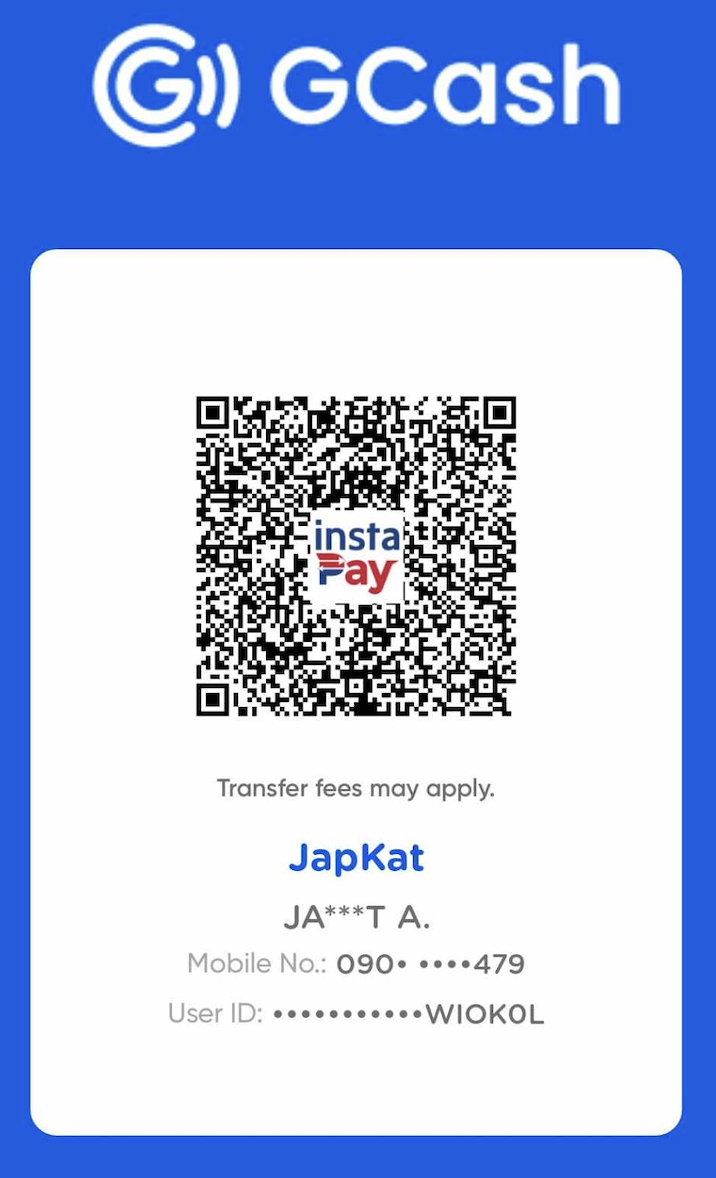 GCash
insta
Pay
Transfer fees may apply.
JapKat
JA***T A.
Mobile No.: 090• ••••479
User ID: •••••••••••WIOK0L